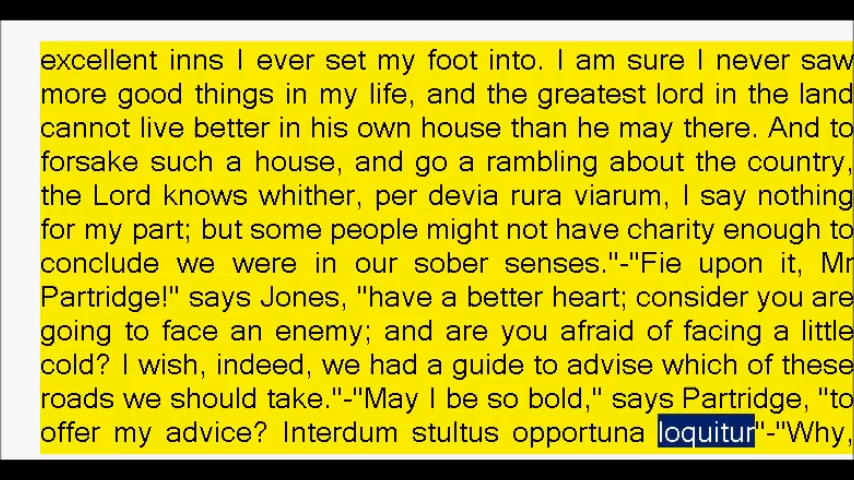 excellent inns I ever set my foot into. I am sure I never saw
more good things in my life, and the greatest lord in the land
cannot live better in his own house than he may there. And to
forsake such a house, and go a rambling about the country,
the Lord knows whither, per devia rura viarum, I say nothing
for my part; but some people might not have charity enough to
conclude we were in our sober senses."-"Fie upon it, Mr
Partridge!" says Jones, "have a better heart; consider you are
going to face an enemy; and are you afraid of facing a little
cold? I wish, indeed, we had a guide to advise which of these
roads we should take."-"May I be so bold," says Partridge, "to
offer my advice? Interdum stultus opportuna loquitur"-"Why,